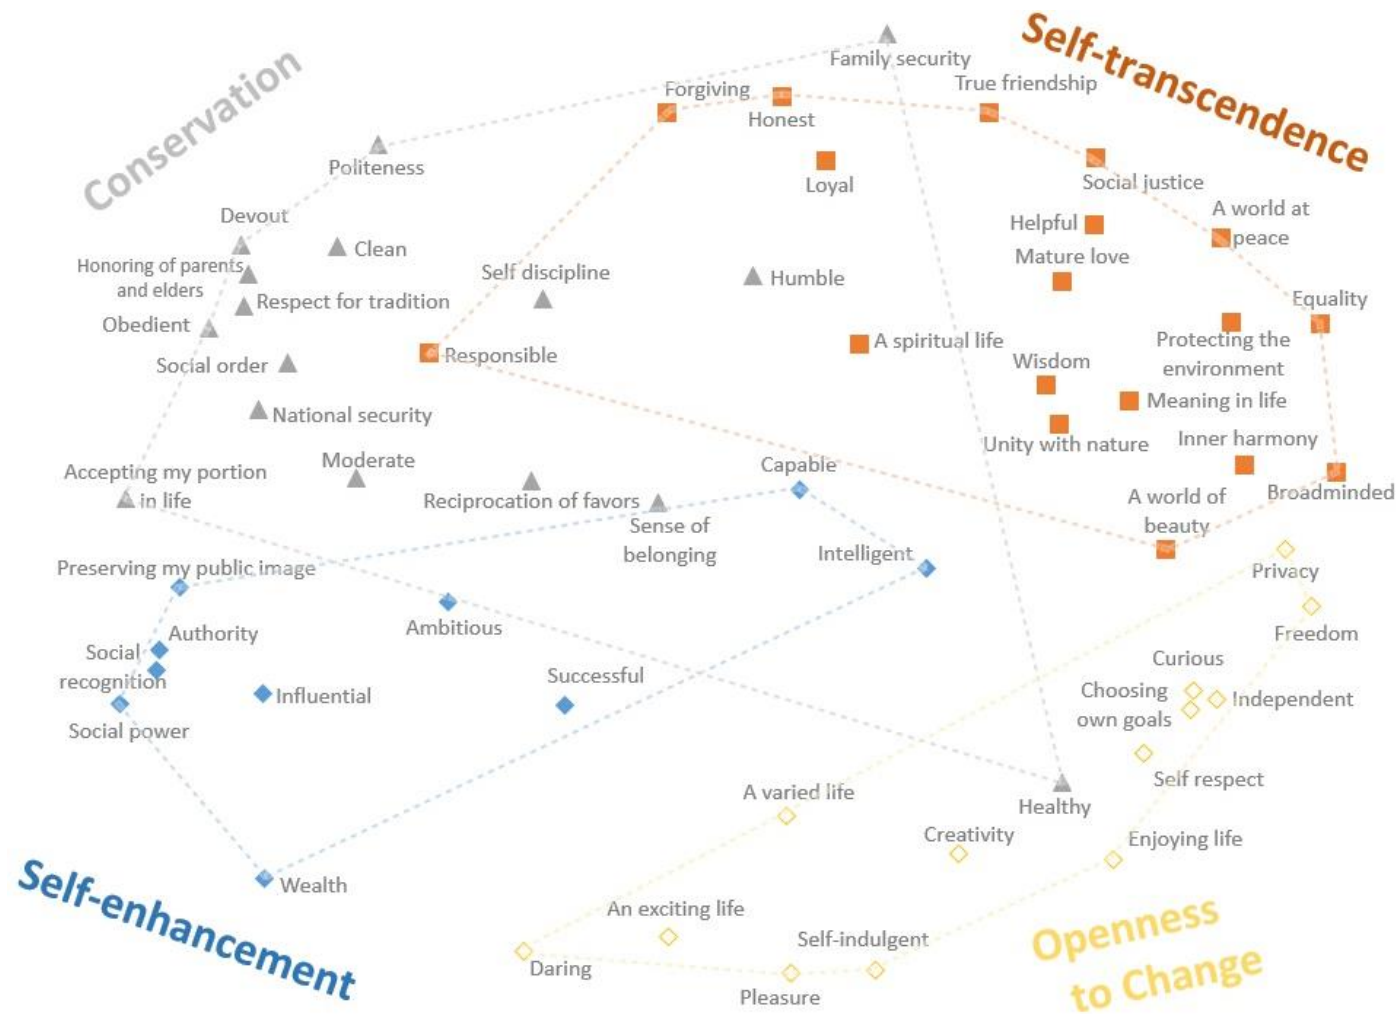 Conservation
Self-transcendence
Family security
True friendship
Forgiving
Honest
Politeness
Loyal
Social justice
Devout
A world at
peace
Helpful
Clean
Honoring of parents
and elders
Mature love
Self discipline
Humble
Respect for tradition
Equality
Obedient
Protecting the
environment
A spiritual life
Responsible
Wisdom
Social order
Meaning in life
National security
Unity with nature
Inner harmony
Moderate
Capable
Accepting my portion
in life
Broadminded
Reciprocation of favors
A world of
beauty
Sense of
belonging
Intelligent
Preserving my public image
Privacy
Ambitious
Authority
Freedom
Social
recognition
Curious
Successful
Influential
Choosing
own goals
Independent
Social power
Self respect
A varied life
Healthy
Creativity
Enjoying life
Wealth
Self-enhancement
An exciting life
Self-indulgent
Openness
to Change
Daring
Pleasure